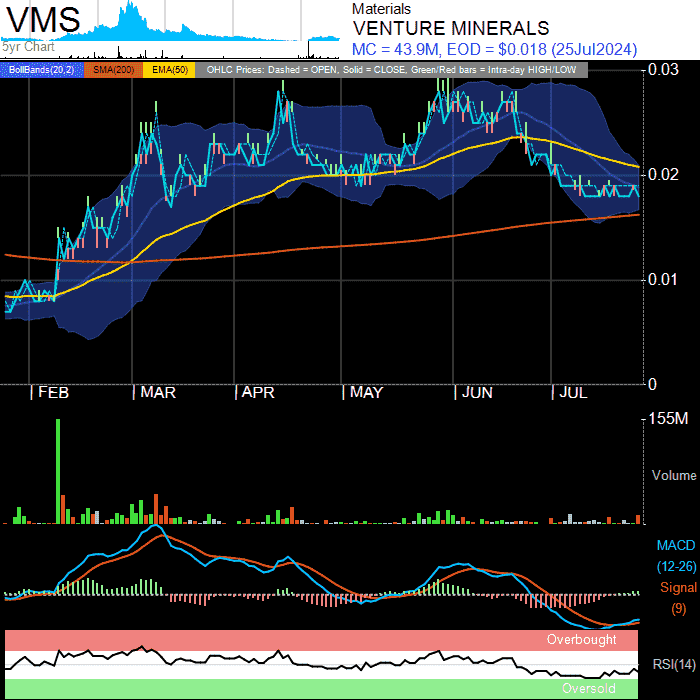 VMS
5yr Chart
Materials
VENTURE MINERALS
MC = 43.9M, EOD = $0.018 (25Jul2024)
BollBands(20,2) SMA(200) EMA(50) OHLC Prices: Dashed = OPEN, Solid = CLOSE, Green/Red bars = Intra-day HIGH/LOW
0.03
0.02
0.01
0
FEB MAR APR MAY JUN JUL
155M
Volume
MACD
(12-26)
Signal
(9)
Overbought
RSI(14)
Oversold